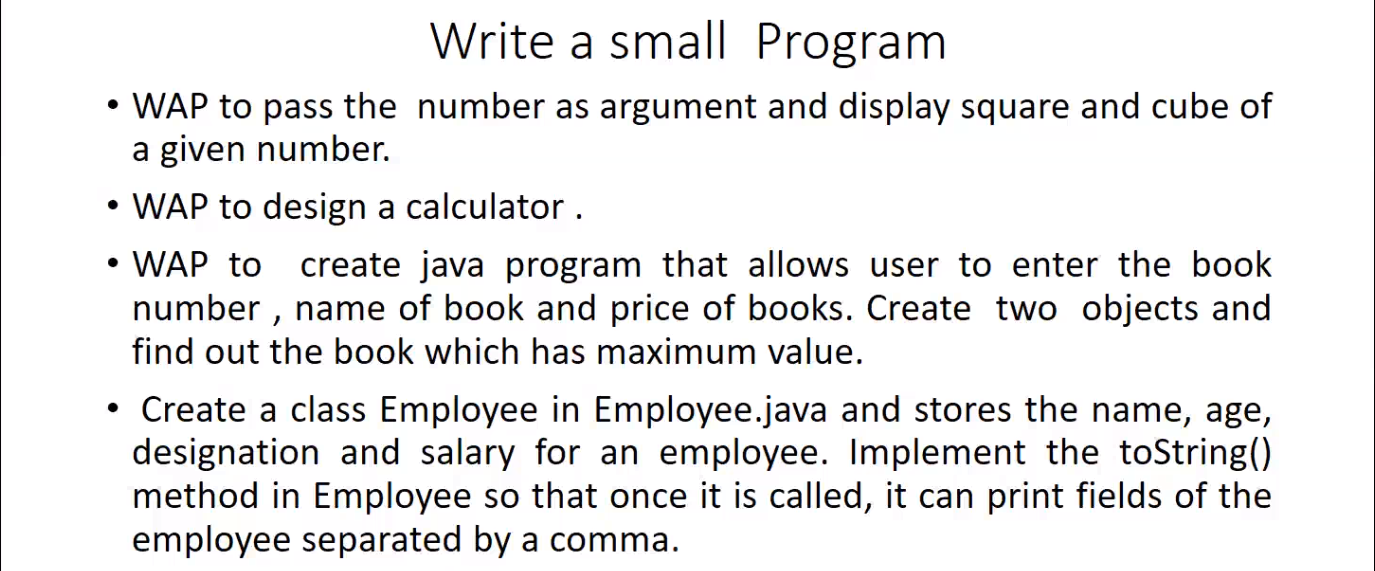 Write a small Program
• WAP to pass the number as argument and display square and cube of
a given number.
• WAP to design a calculator .
• WAP to create java program that allows user to enter the book
number , name of book and price of books. Create two objects and
find out the book which has maximum value.
• Create a class Employee in Employee.java and stores the name, age,
designation and salary for an employee. Implement the toString()
method in Employee so that once it is called, it can print fields of the
employee separated by a comma.